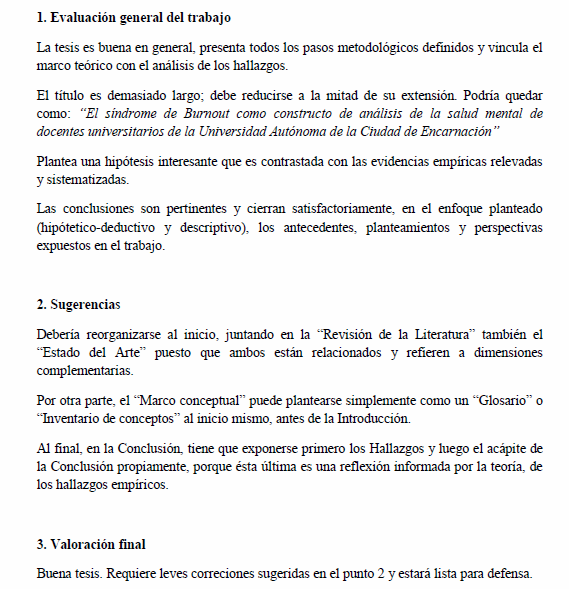 1. Evaluación general del trabajo
La tesis es buena en general, presenta todos los pasos metodológicos definidos y vincula el
marco teórico con el análisis de los hallazgos.
El título es demasiado largo; debe reducirse a la mitad de su extensión. Podría quedar
como: “El síndrome de Burnout como constructo de análisis de la salud mental de
docentes universitarios de la Universidad Autónoma de la Ciudad de Encarnación”
Plantea una hipótesis interesante que es contrastada con las evidencias empíricas relevadas
y sistematizadas.
Las conclusiones son pertinentes y cierran satisfactoriamente, en el enfoque planteado
(hipótetico-deductivo y descriptivo), los antecedentes, planteamientos y perspectivas
expuestos en el trabajo.
2. Sugerencias
Debería reorganizarse al inicio, juntando en la “Revisión de la Literatura” también el
“Estado del Arte” puesto que ambos están relacionados y refieren a dimensiones
complementarias.
Por otra parte, el “Marco conceptual” puede plantearse simplemente como un “Glosario” o
“Inventario de conceptos” al inicio mismo, antes de la Introducción.
Al final, en la Conclusión, tiene que exponerse primero los Hallazgos y luego el acápite de
la Conclusión propiamente, porque ésta última es una reflexión informada por la teoría, de
los hallazgos empíricos.
3. Valoración final
Buena tesis. Requiere leves correciones sugeridas en el punto 2 y estará lista para defensa.